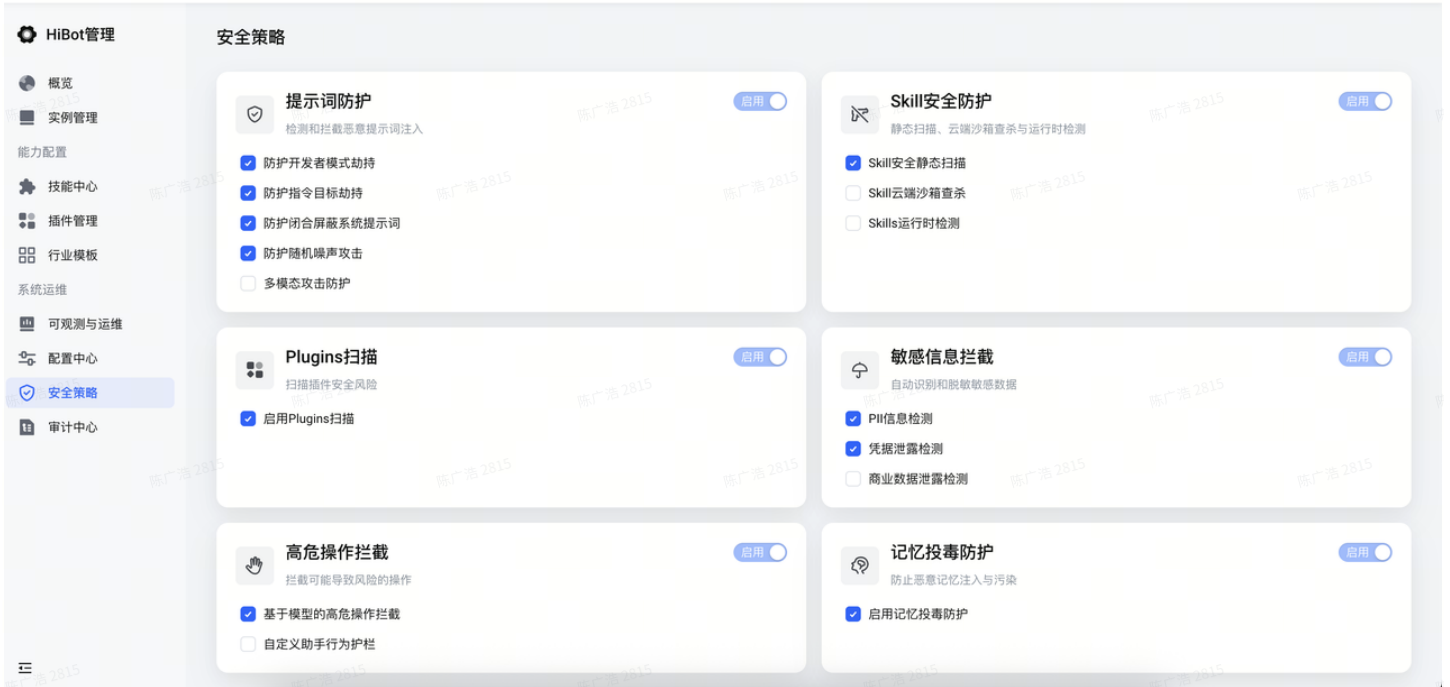 HiBot管理
概览
实例管理
能力配置
技能中心
插件管理
行业模板
系统运维
可观测与运维
配置中心
安全策略
审计中心
安全策略
提示词防护
启用
检测和拦截恶意提示词注入
防护开发者模式劫持
防护指令目标劫持
防护闭合屏蔽系统提示词
防护随机噪声攻击
多模态攻击防护
Skill安全防护
启用
静态扫描、云端沙箱查杀与运行时检测
Skill安全静态扫描
Skill云端沙箱查杀
Skills运行时检测
Plugins扫描
启用
扫描插件安全风险
启用Plugins扫描
敏感信息拦截
启用
自动识别和脱敏敏感数据
PII信息检测
凭据泄露检测
商业数据泄露检测
高危操作拦截
启用
拦截可能导致风险的操作
基于模型的高危操作拦截
自定义助手行为护栏
记忆投毒防护
启用
防止恶意记忆注入与污染
启用记忆投毒防护
陈广浩 2815